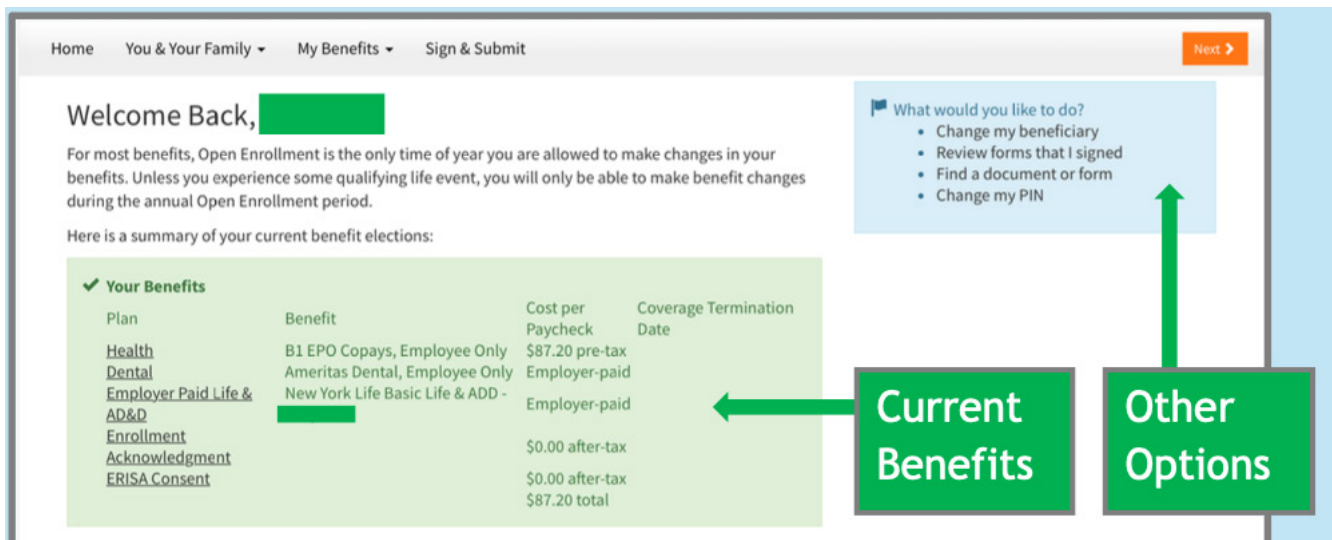 Home You & Your Family My Benefits Sign & Submit Next
Welcome Back,
For most benefits, Open Enrollment is the only time of year you are allowed to make changes in your
benefits. Unless you experience some qualifying life event, you will only be able to make benefit changes
during the annual Open Enrollment period.
Here is a summary of your current benefit elections:
Your Benefits
Plan Benefit Cost per Paycheck Coverage Termination Date
Health B1 EPO Copays, Employee Only $87.20 pre-tax
Dental Ameritas Dental, Employee Only Employer-paid
Employer Paid Life & AD&D New York Life Basic Life & ADD - Employer-paid
Enrollment Acknowledgment $0.00 after-tax
ERISA Consent $0.00 after-tax
$87.20 total
What would you like to do?
• Change my beneficiary
• Review forms that I signed
• Find a document or form
• Change my PIN
Current
Benefits
Other
Options